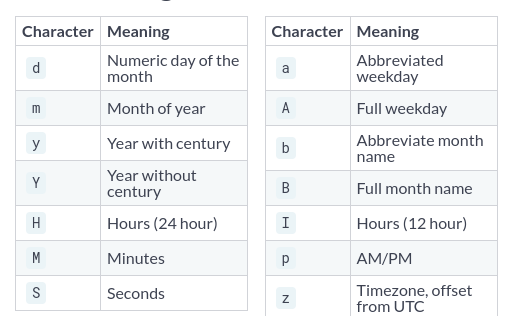 Character Meaning
d Numeric day of the
month
m Month of year
y Year with century
Y Year without
century
H Hours (24 hour)
M Minutes
S Seconds
Character Meaning
a Abbreviated
weekday
A Full weekday
b Abbreviate month
name
B Full month name
I Hours (12 hour)
p AM/PM
z Timezone, offset
from UTC